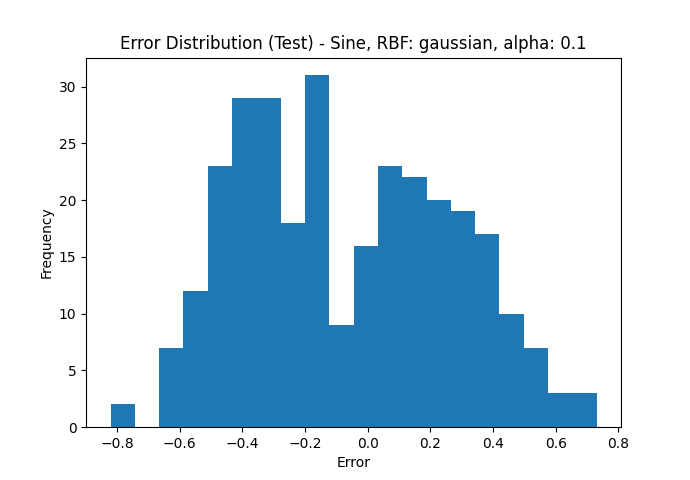 Error Distribution (Test) - Sine, RBF: gaussian, alpha: 0.1
30
25
20
15
10
5
0
Frequency
−0.8 −0.6 −0.4 −0.2 0.0 0.2 0.4 0.6 0.8
Error